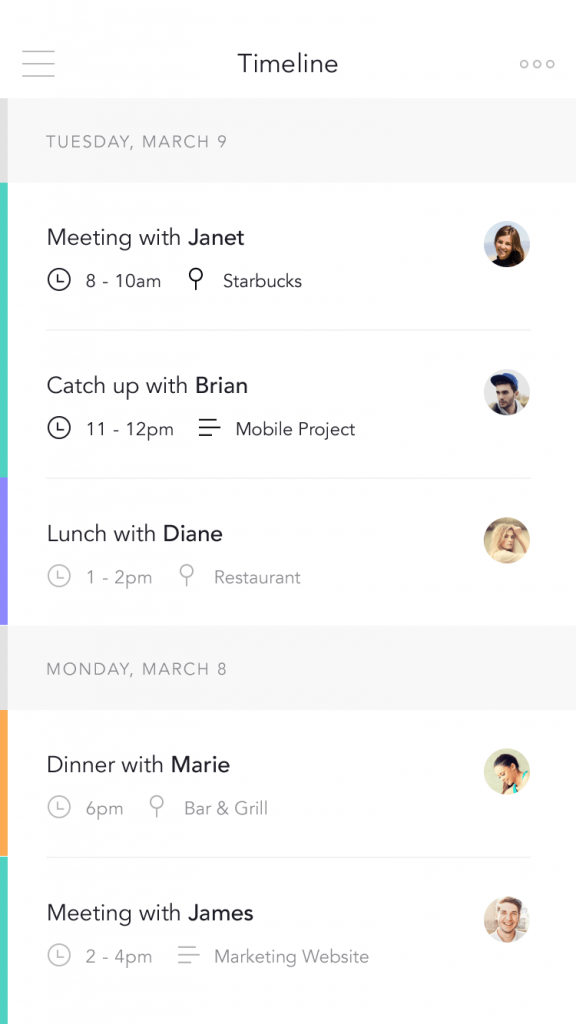 Timeline
TUESDAY, MARCH 9
Meeting with Janet
8 - 10am Starbucks
Catch up with Brian
11 - 12pm Mobile Project
Lunch with Diane
1 - 2pm Restaurant
MONDAY, MARCH 8
Dinner with Marie
6pm Bar & Grill
Meeting with James
2 - 4pm Marketing Website